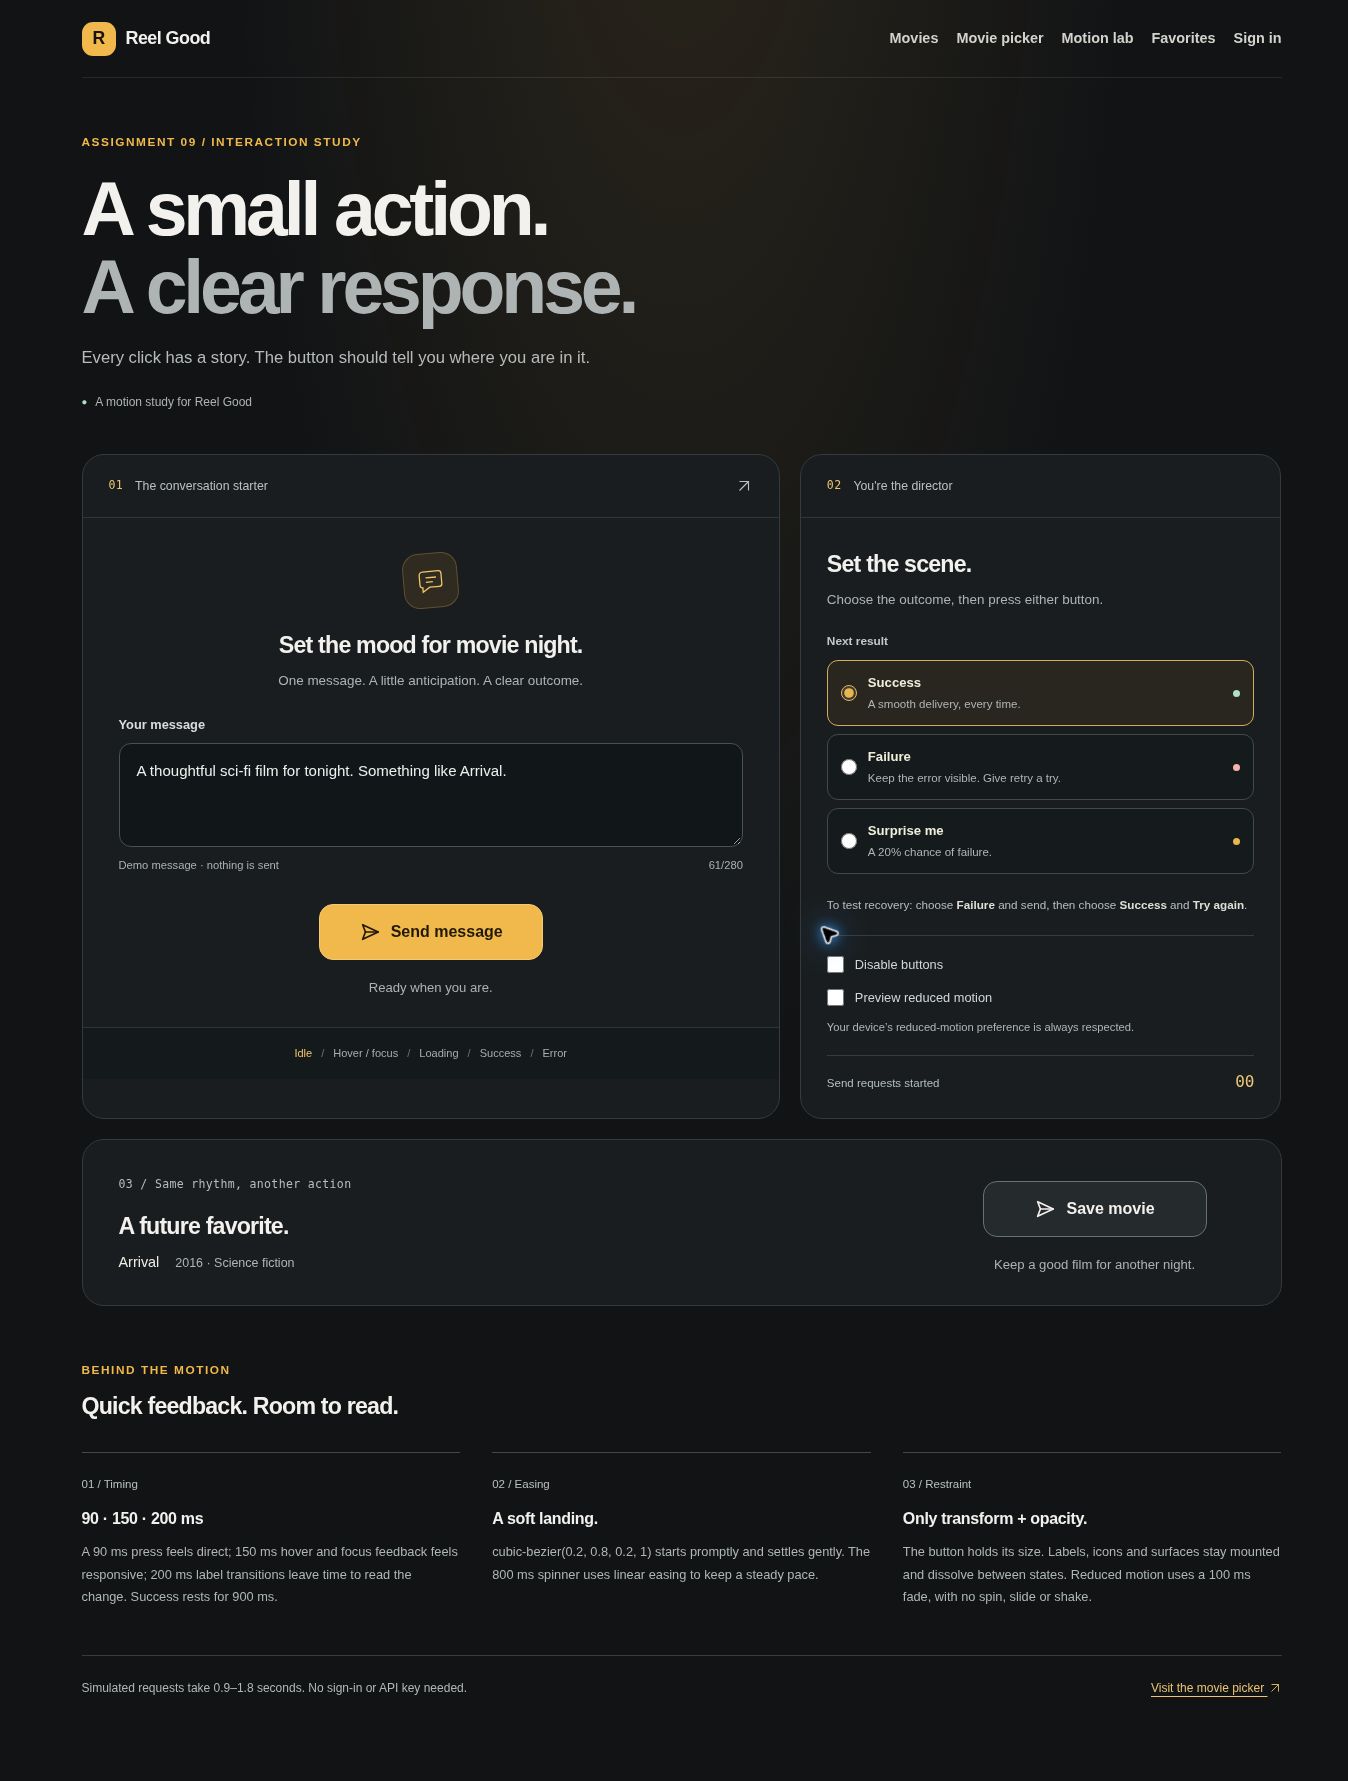 R Reel Good
Movies Movie picker Motion lab Favorites Sign in
ASSIGNMENT 09 / INTERACTION STUDY
A small action.
A clear response.
Every click has a story. The button should tell you where you are in it.
• A motion study for Reel Good
01 The conversation starter
Set the mood for movie night.
One message. A little anticipation. A clear outcome.
Your message
A thoughtful sci-fi film for tonight. Something like Arrival.
Demo message · nothing is sent 61/280
Send message
Ready when you are.
Idle / Hover / focus / Loading / Success / Error
02 You're the director
Set the scene.
Choose the outcome, then press either button.
Next result
Success
A smooth delivery, every time.
Failure
Keep the error visible. Give retry a try.
Surprise me
A 20% chance of failure.
To test recovery: choose Failure and send, then choose Success and Try again.
Disable buttons
Preview reduced motion
Your device's reduced-motion preference is always respected.
Send requests started 00
03 / Same rhythm, another action
A future favorite.
Arrival 2016 · Science fiction
Save movie
Keep a good film for another night.
BEHIND THE MOTION
Quick feedback. Room to read.
01 / Timing
90 · 150 · 200 ms
A 90 ms press feels direct; 150 ms hover and focus feedback feels
responsive; 200 ms label transitions leave time to read the
change. Success rests for 900 ms.
02 / Easing
A soft landing.
cubic-bezier(0.2, 0.8, 0.2, 1) starts promptly and settles gently. The
800 ms spinner uses linear easing to keep a steady pace.
03 / Restraint
Only transform + opacity.
The button holds its size. Labels, icons and surfaces stay mounted
and dissolve between states. Reduced motion uses a 100 ms
fade, with no spin, slide or shake.
Simulated requests take 0.9–1.8 seconds. No sign-in or API key needed.
Visit the movie picker